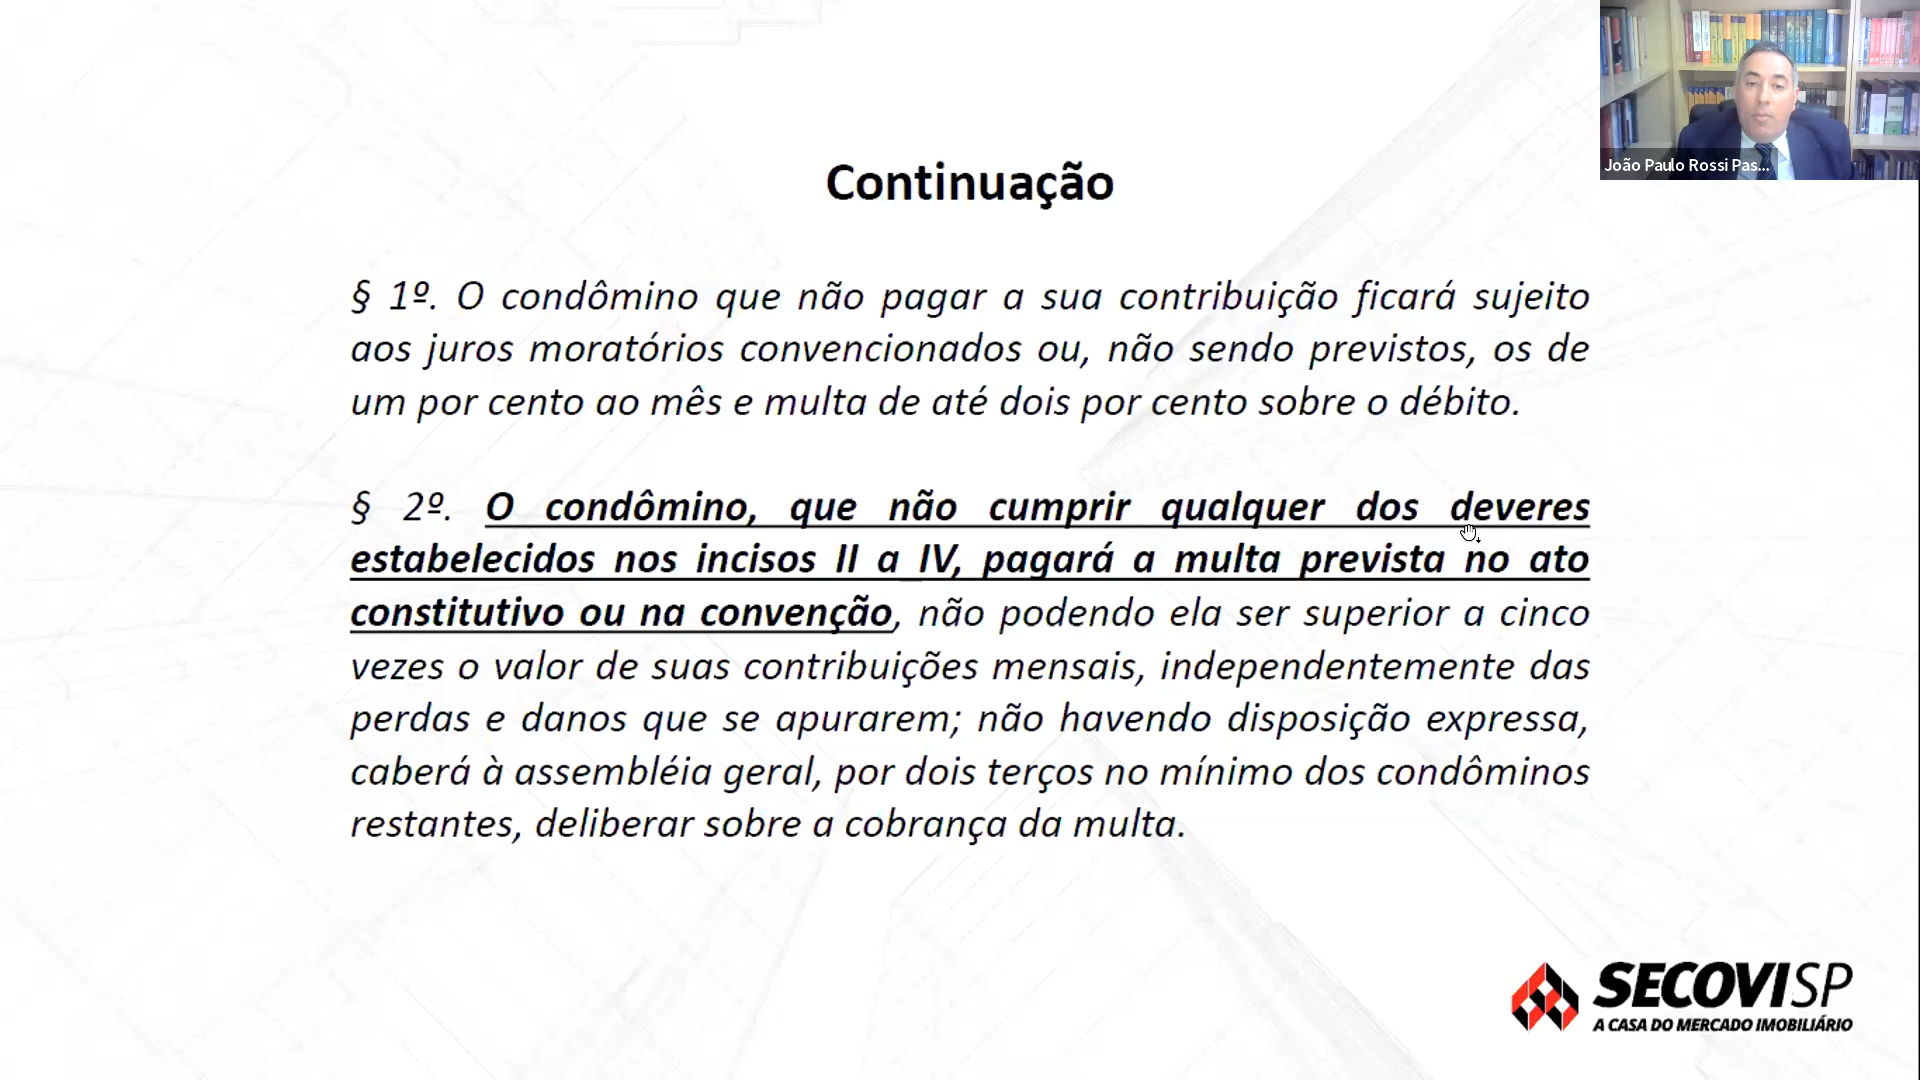 João Paulo Rossi Pas...
Continuação
§ 1º. O condômino que não pagar a sua contribuição ficará sujeito
aos juros moratórios convencionados ou, não sendo previstos, os de
um por cento ao mês e multa de até dois por cento sobre o débito.
§ 2º. O condômino, que não cumprir qualquer dos deveres
estabelecidos nos incisos II a IV, pagará a multa prevista no ato
constitutivo ou na convenção, não podendo ela ser superior a cinco
vezes o valor de suas contribuições mensais, independentemente das
perdas e danos que se apurarem; não havendo disposição expressa,
caberá à assembléia geral, por dois terços no mínimo dos condôminos
restantes, deliberar sobre a cobrança da multa.
SECOVISP
A CASA DO MERCADO IMOBILIÁRIO